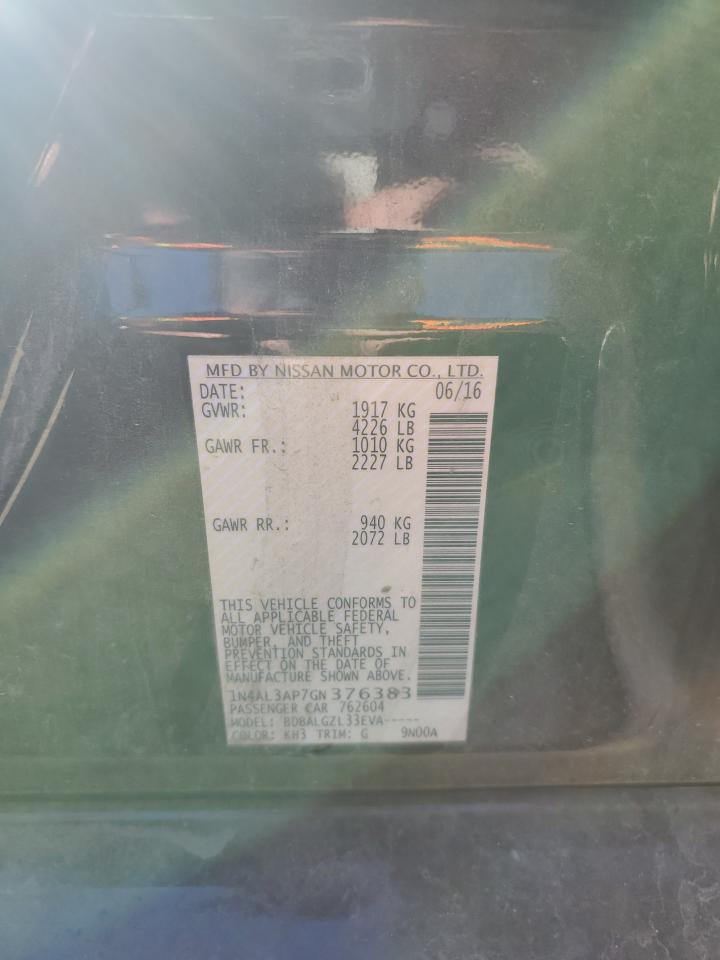 MFD BY NISSAN MOTOR CO., LTD.
DATE: 06/16
GVWR: 1917 KG
4226 LB
GAWR FR.: 1010 KG
2227 LB
GAWR RR.: 940 KG
2072 LB
THIS VEHICLE CONFORMS TO
ALL APPLICABLE FEDERAL
MOTOR VEHICLE SAFETY,
BUMPER, AND THEFT
PREVENTION STANDARDS IN
EFFECT ON THE DATE OF
MANUFACTURE SHOWN ABOVE.
1N4AL3AP7GN376383
PASSENGER CAR 762604
MODEL: BDBALGZL33EVA-----
COLOR: KH3 TRIM: G 9N00A